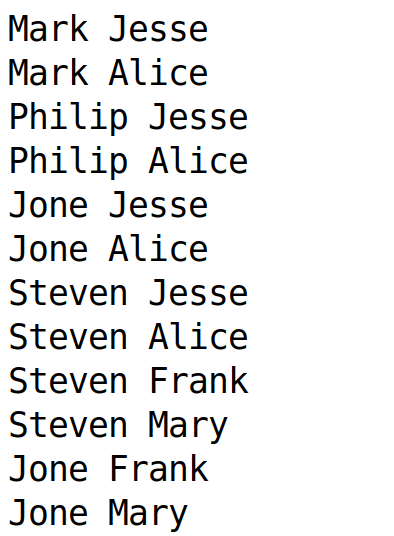 Mark Jesse
Mark Alice
Philip Jesse
Philip Alice
Jone Jesse
Jone Alice
Steven Jesse
Steven Alice
Steven Frank
Steven Mary
Jone Frank
Jone Mary